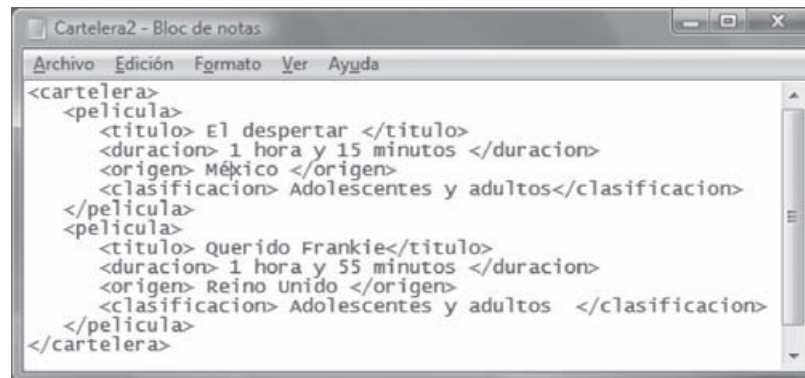 Cartelera2 - Bloc de notas
Archivo Edición Formato Ver Ayuda
<cartelera>
<pelicula>
<titulo> El despertar </titulo>
<duracion> 1 hora y 15 minutos </duracion>
<origen> México </origen>
<clasificacion> Adolescentes y adultos</clasificacion>
</pelicula>
<pelicula>
<titulo> Querido Frankie</titulo>
<duracion> 1 hora y 55 minutos </duracion>
<origen> Reino Unido </origen>
<clasificacion> Adolescentes y adultos  </clasificacion>
</pelicula>
</cartelera>